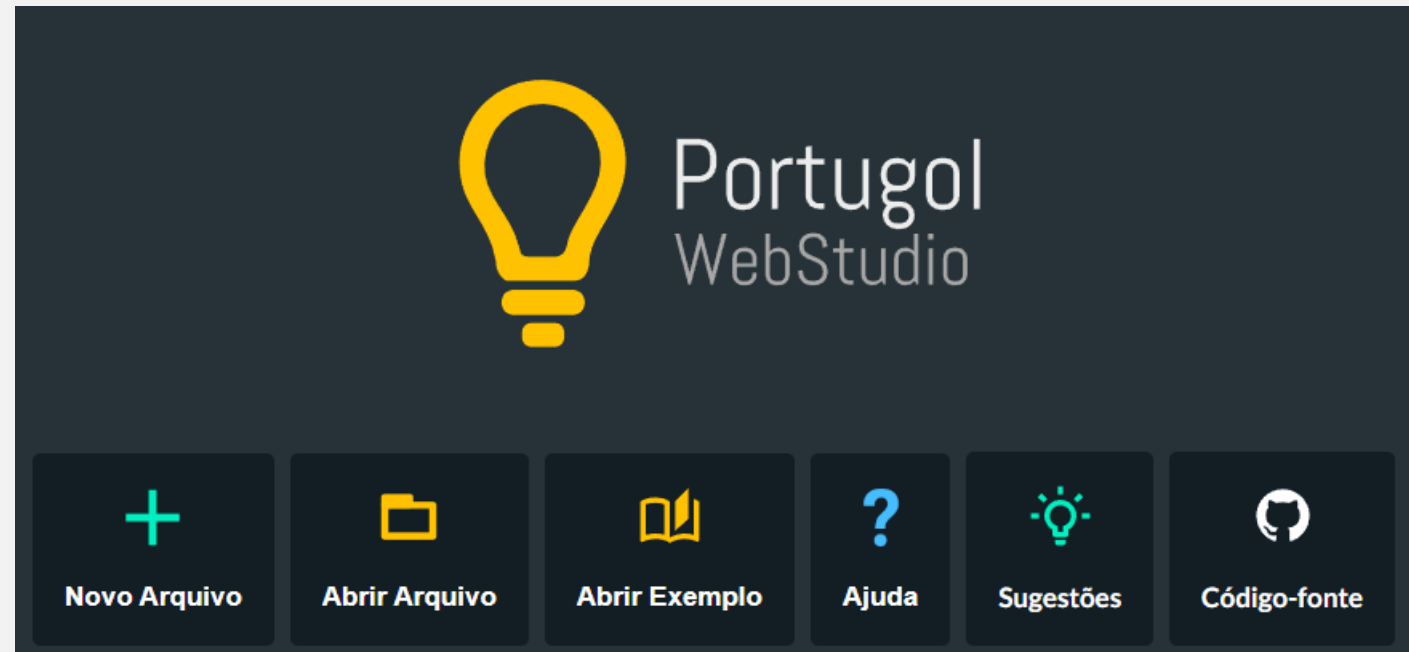 Portugol
WebStudio
Novo Arquivo
Abrir Arquivo
Abrir Exemplo
Ajuda
Sugestões
Código-fonte